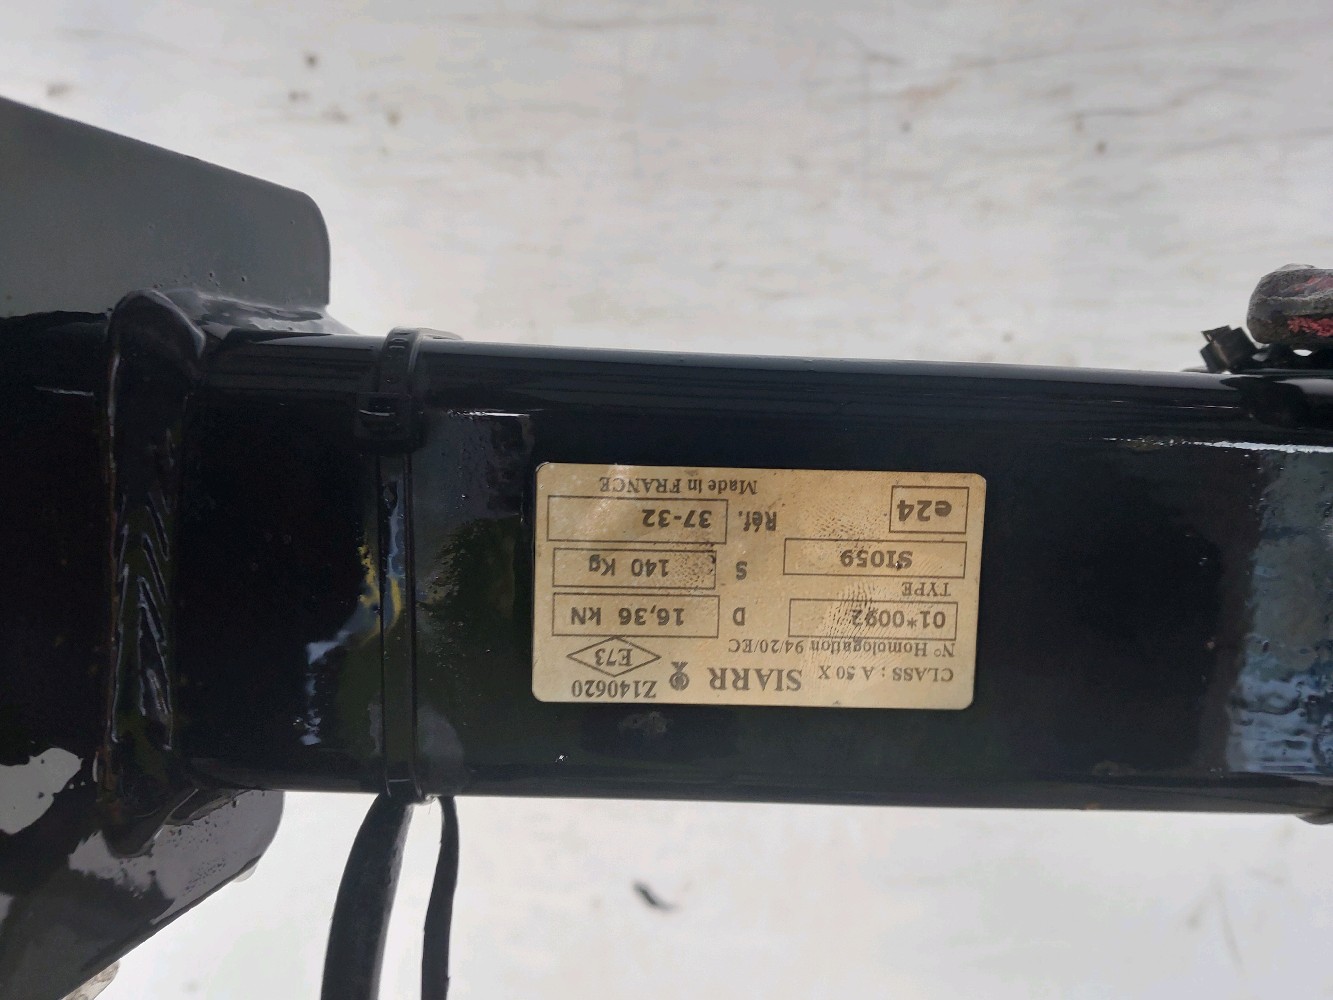 CLASS : A 50 X SIARR Z140620
N° Homologation 94/20/EC E73
01*0092 D 16,36 kN
TYPE
SI059 S 140 Kg
e24 Réf. 37-32
Made in FRANCE